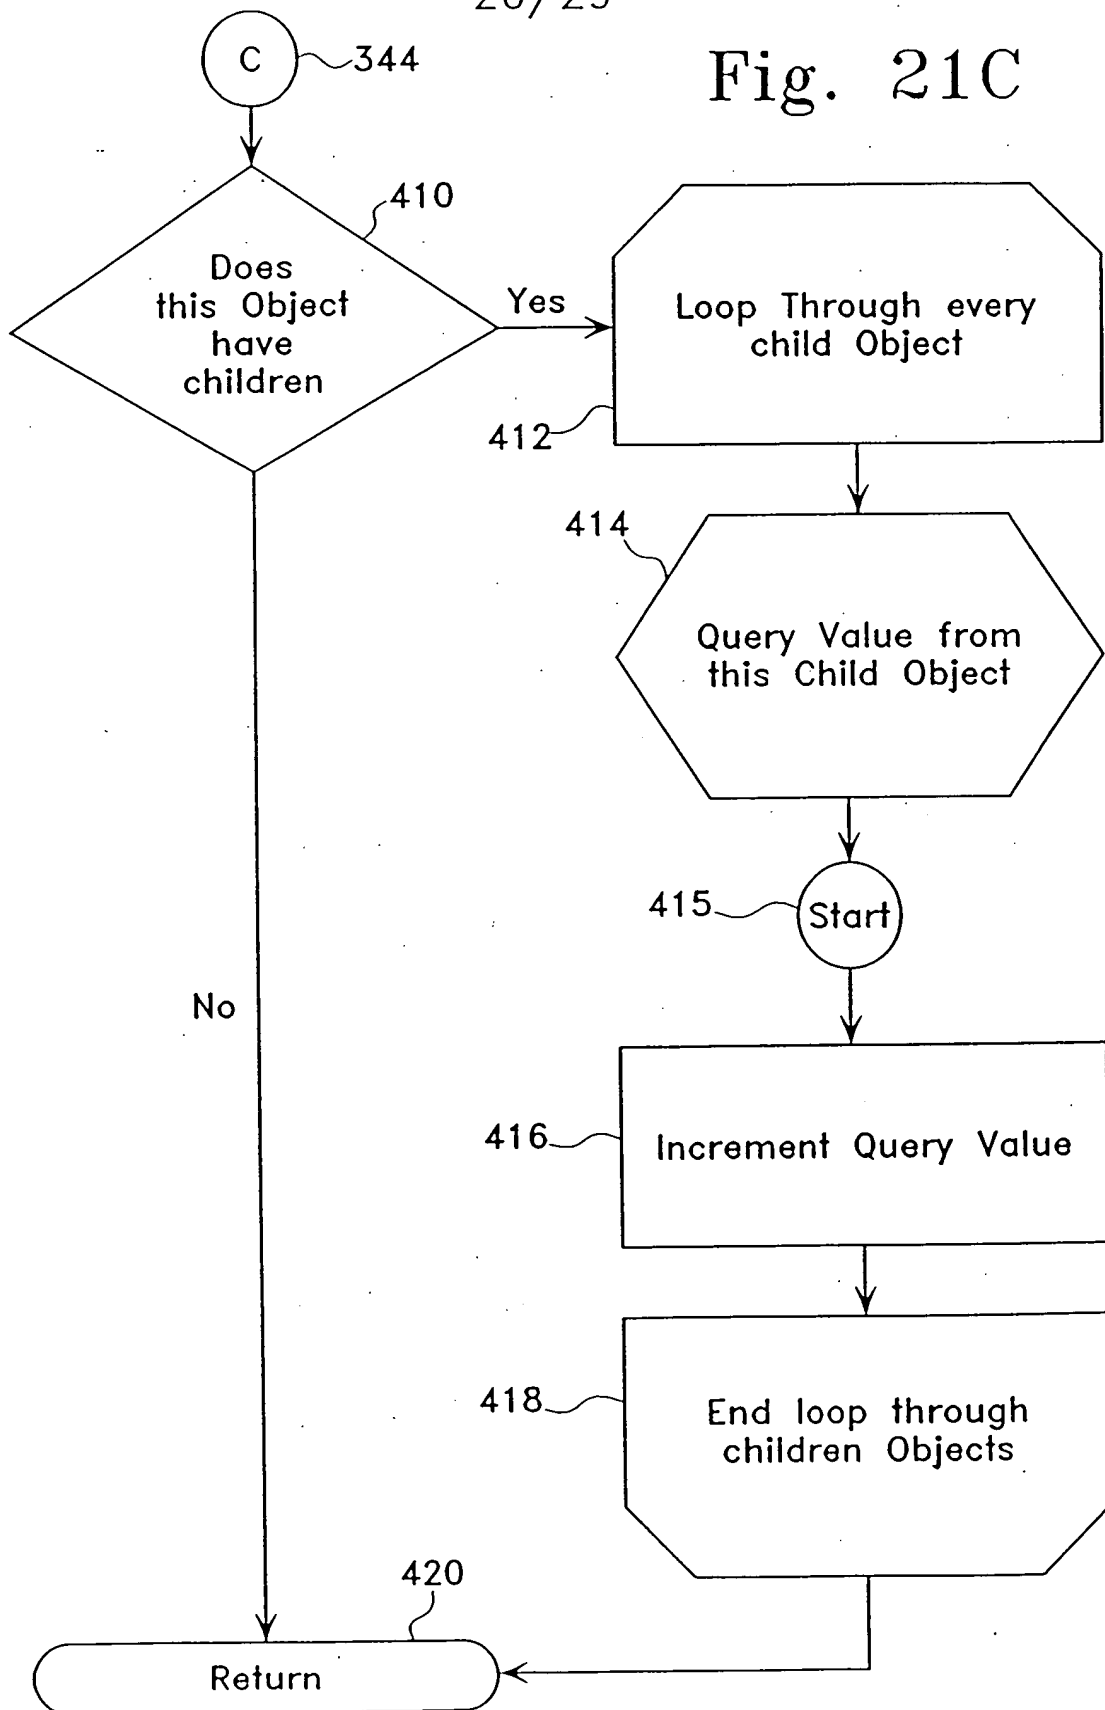 C
344
Fig. 21C
410
Does
this Object
have
children
Yes
Loop Through every
child Object
412
414
Query Value from
this Child Object
415
Start
No
416
Increment Query Value
418
End loop through
children Objects
420
Return